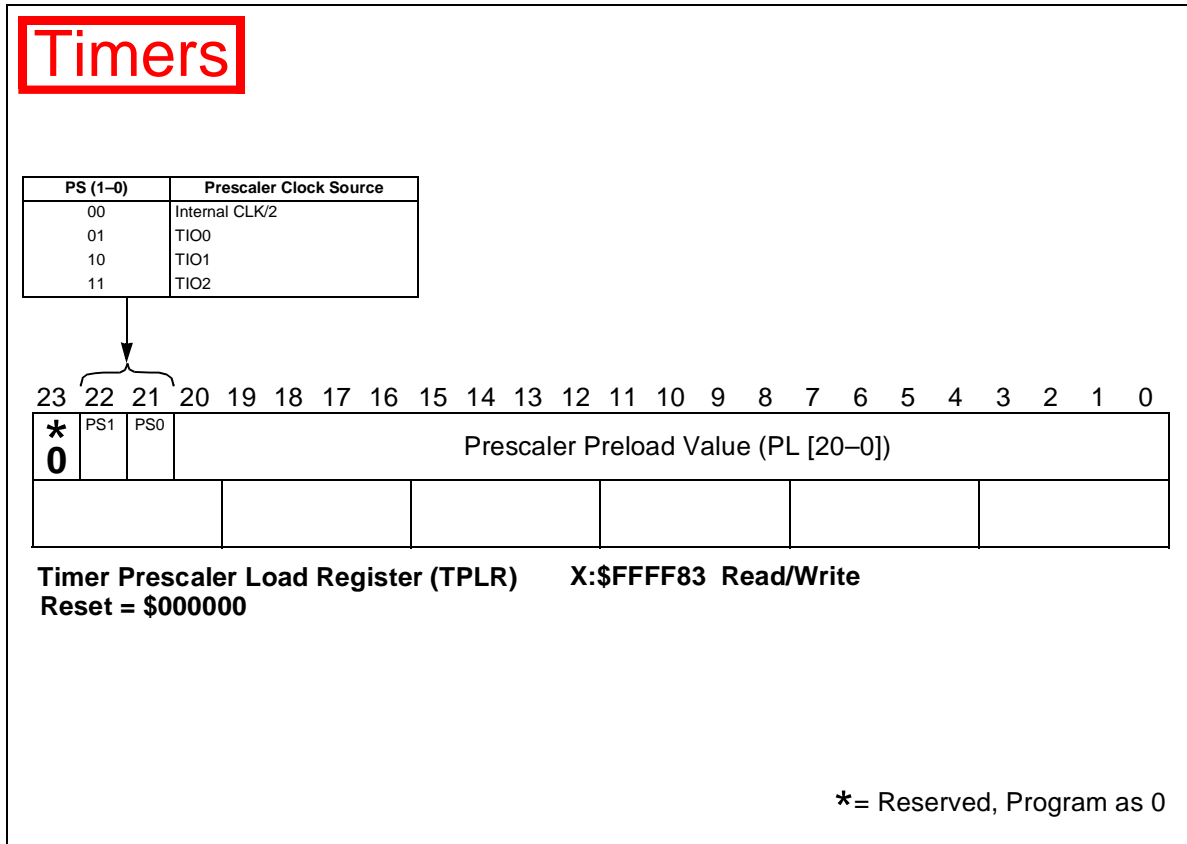 Timers
PS (1–0) Prescaler Clock Source
00 Internal CLK/2
01 TIO0
10 TIO1
11 TIO2
23 22 21 20 19 18 17 16 15 14 13 12 11 10 9 8 7 6 5 4 3 2 1 0
* PS1 PS0 Prescaler Preload Value (PL [20–0])
0
Timer Prescaler Load Register (TPLR) X:$FFFF83 Read/Write
Reset = $000000
*= Reserved, Program as 0